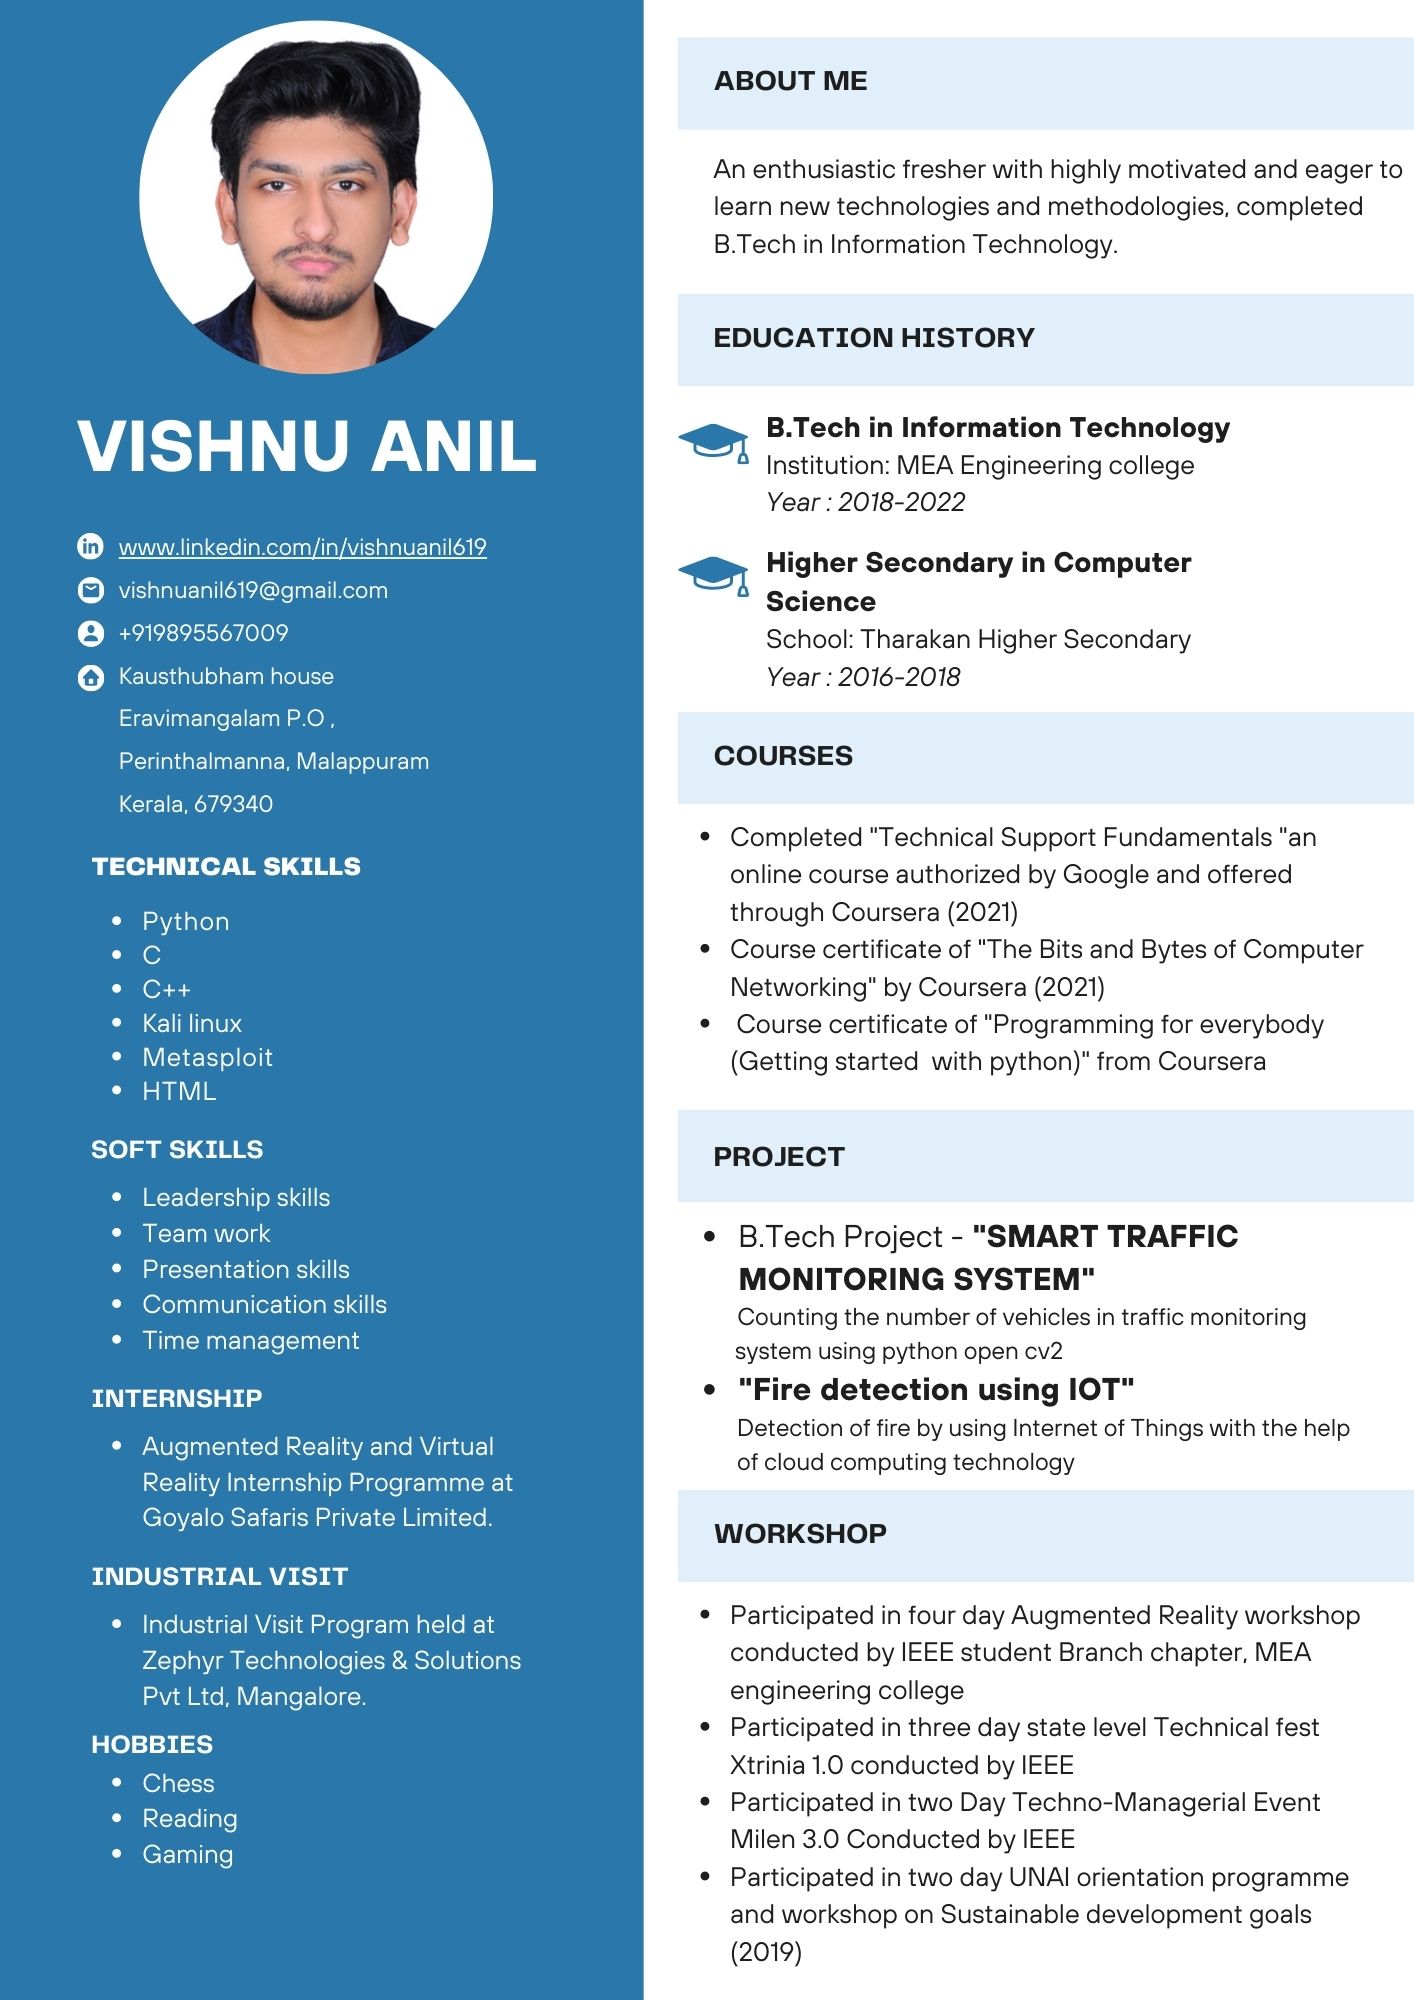 VISHNU ANIL
www.linkedin.com/in/vishnuanil619
vishnuanil619@gmail.com
+919895567009
Kausthubham house
Eravimangalam P.O ,
Perinthalmanna, Malappuram
Kerala, 679340
TECHNICAL SKILLS
• Python
• C
• C++
• Kali linux
• Metasploit
• HTML
SOFT SKILLS
• Leadership skills
• Team work
• Presentation skills
• Communication skills
• Time management
INTERNSHIP
• Augmented Reality and Virtual
Reality Internship Programme at
Goyalo Safaris Private Limited.
INDUSTRIAL VISIT
• Industrial Visit Program held at
Zephyr Technologies & Solutions
Pvt Ltd, Mangalore.
HOBBIES
• Chess
• Reading
• Gaming
ABOUT ME
An enthusiastic fresher with highly motivated and eager to
learn new technologies and methodologies, completed
B.Tech in Information Technology.
EDUCATION HISTORY
B.Tech in Information Technology
Institution: MEA Engineering college
Year : 2018-2022
Higher Secondary in Computer
Science
School: Tharakan Higher Secondary
Year : 2016-2018
COURSES
• Completed "Technical Support Fundamentals "an
online course authorized by Google and offered
through Coursera (2021)
• Course certificate of "The Bits and Bytes of Computer
Networking" by Coursera (2021)
• Course certificate of "Programming for everybody
(Getting started with python)" from Coursera
PROJECT
• B.Tech Project - "SMART TRAFFIC
MONITORING SYSTEM"
Counting the number of vehicles in traffic monitoring
system using python open cv2
• "Fire detection using IOT"
Detection of fire by using Internet of Things with the help
of cloud computing technology
WORKSHOP
• Participated in four day Augmented Reality workshop
conducted by IEEE student Branch chapter, MEA
engineering college
• Participated in three day state level Technical fest
Xtrinia 1.0 conducted by IEEE
• Participated in two Day Techno-Managerial Event
Milen 3.0 Conducted by IEEE
• Participated in two day UNAI orientation programme
and workshop on Sustainable development goals
(2019)